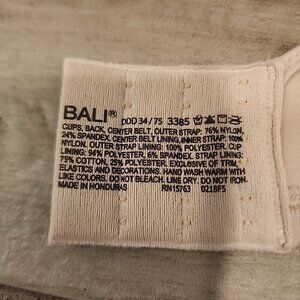 BALI® DDD 34/75 3385
CUPS, BACK, CENTER BELT, OUTER STRAP: 76% NYLON,
24% SPANDEX. CENTER BELT LINING, INNER STRAP: 100%
NYLON. OUTER STRAP LINING: 100% POLYESTER. CUP
LINING: 94% POLYESTER, 6% SPANDEX. CUP LINING:
75% COTTON, 25% POLYESTER. EXCLUSIVE OF TRIM,
ELASTICS AND DECORATIONS. HAND WASH WARM WITH
LIKE COLORS. DO NOT BLEACH. LINE DRY. DO NOT IRON.
MADE IN HONDURAS RN15763 0218F5